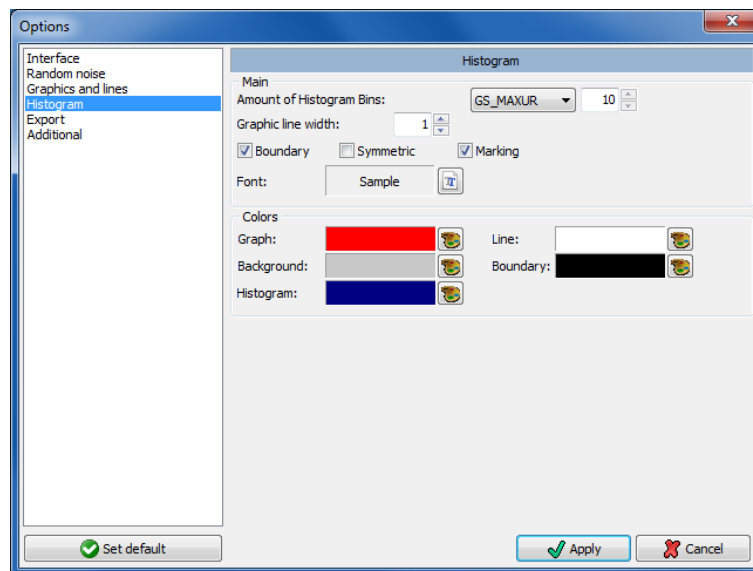 Options
Interface
Random noise
Graphics and lines
Histogram
Export
Additional
Histogram
Main
Amount of Histogram Bins: GS_MAXUR 10
Graphic line width: 1
Boundary Symmetric Marking
Font: Sample
Colors
Graph: Line:
Background: Boundary:
Histogram:
Set default Apply Cancel